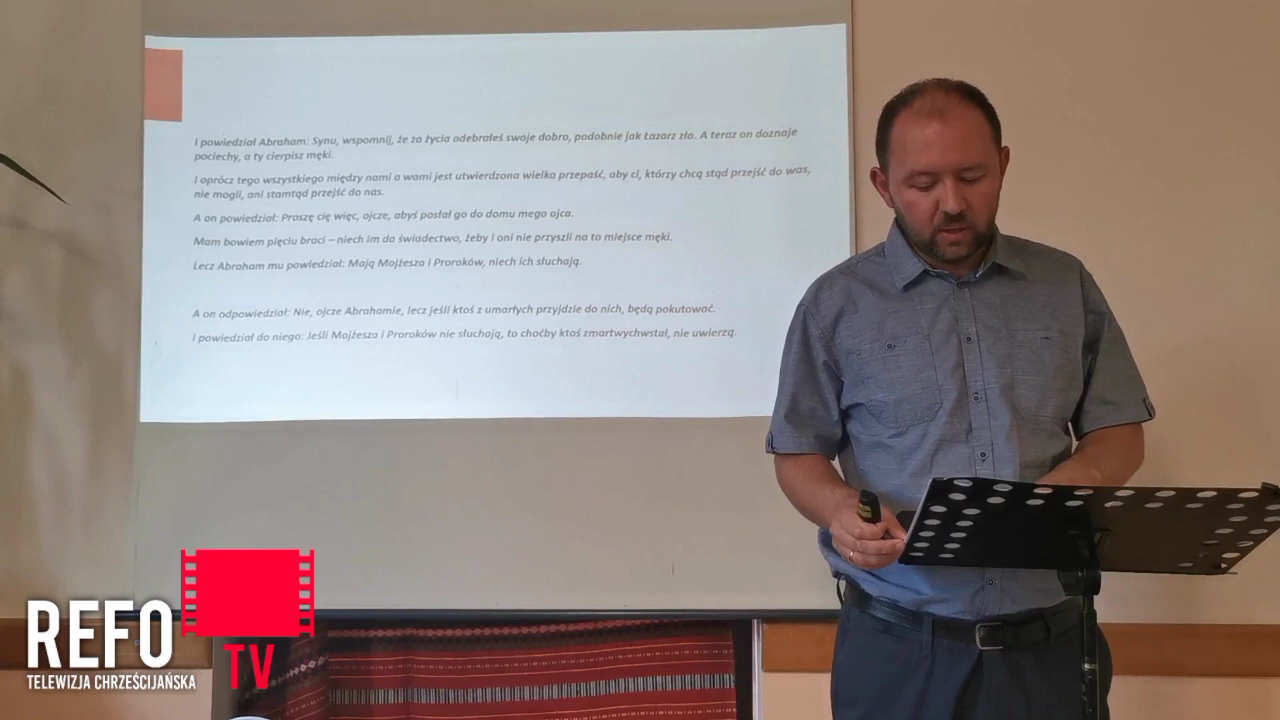 I powiedział Abraham: Synu, wspomnij, że za życia odebrałeś swoje dobro, podobnie jak Łazarz zło. A teraz on doznaje
pociechy, a ty cierpisz męki.
I oprócz tego wszystkiego między nami a wami jest utwierdzona wielka przepaść, aby ci, którzy chcą stąd przejść do was,
nie mogli, ani stamtąd przejść do nas.
A on powiedział: Proszę cię więc, ojcze, abyś posłał go do domu mego ojca.
Mam bowiem pięciu braci – niech im da świadectwo, żeby i oni nie przyszli na to miejsce męki.
Lecz Abraham mu powiedział: Mają Mojżesza i Proroków, niech ich słuchają.
A on odpowiedział: Nie, ojcze Abrahamie, lecz jeśli ktoś z umarłych przyjdzie do nich, będą pokutować.
I powiedział do niego: Jeśli Mojżesza i Proroków nie słuchają, to choćby ktoś zmartwychwstał, nie uwierzą.
REFO
TV
TELEWIZJA CHRZEŚCIJAŃSKA